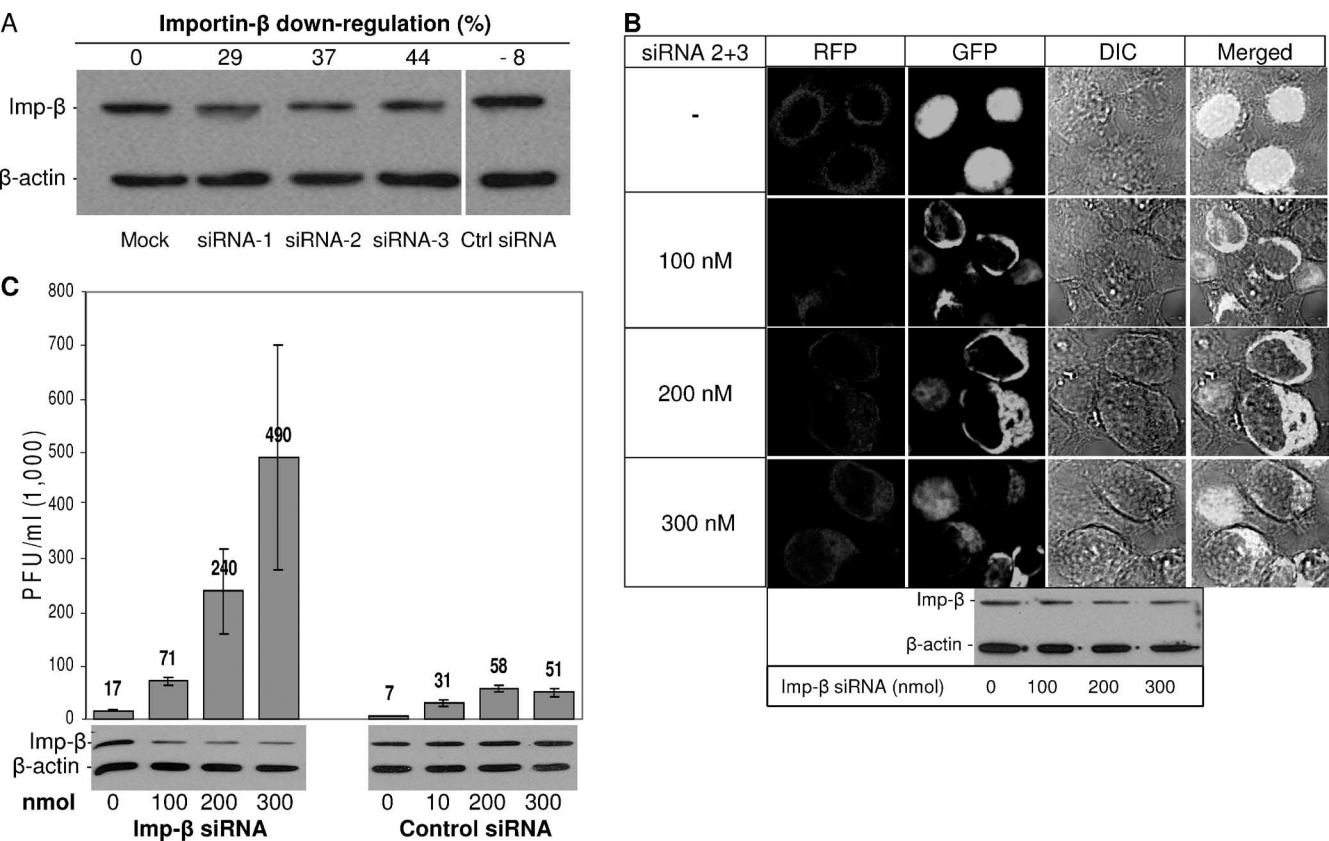 A
Importin-β down-regulation (%)
0 29 37 44 - 8
Imp-β
β-actin
Mock siRNA-1 siRNA-2 siRNA-3 Ctrl siRNA
B
siRNA 2+3 RFP GFP DIC Merged
-
100 nM
200 nM
300 nM
Imp-β
β-actin
Imp-β siRNA (nmol) 0 100 200 300
C
PFU/ml (1,000)
800
700
600
500
400
300
200
100
0
17 71 240 490 7 31 58 51
Imp-β
β-actin
nmol 0 100 200 300 0 10 200 300
Imp-β siRNA Control siRNA